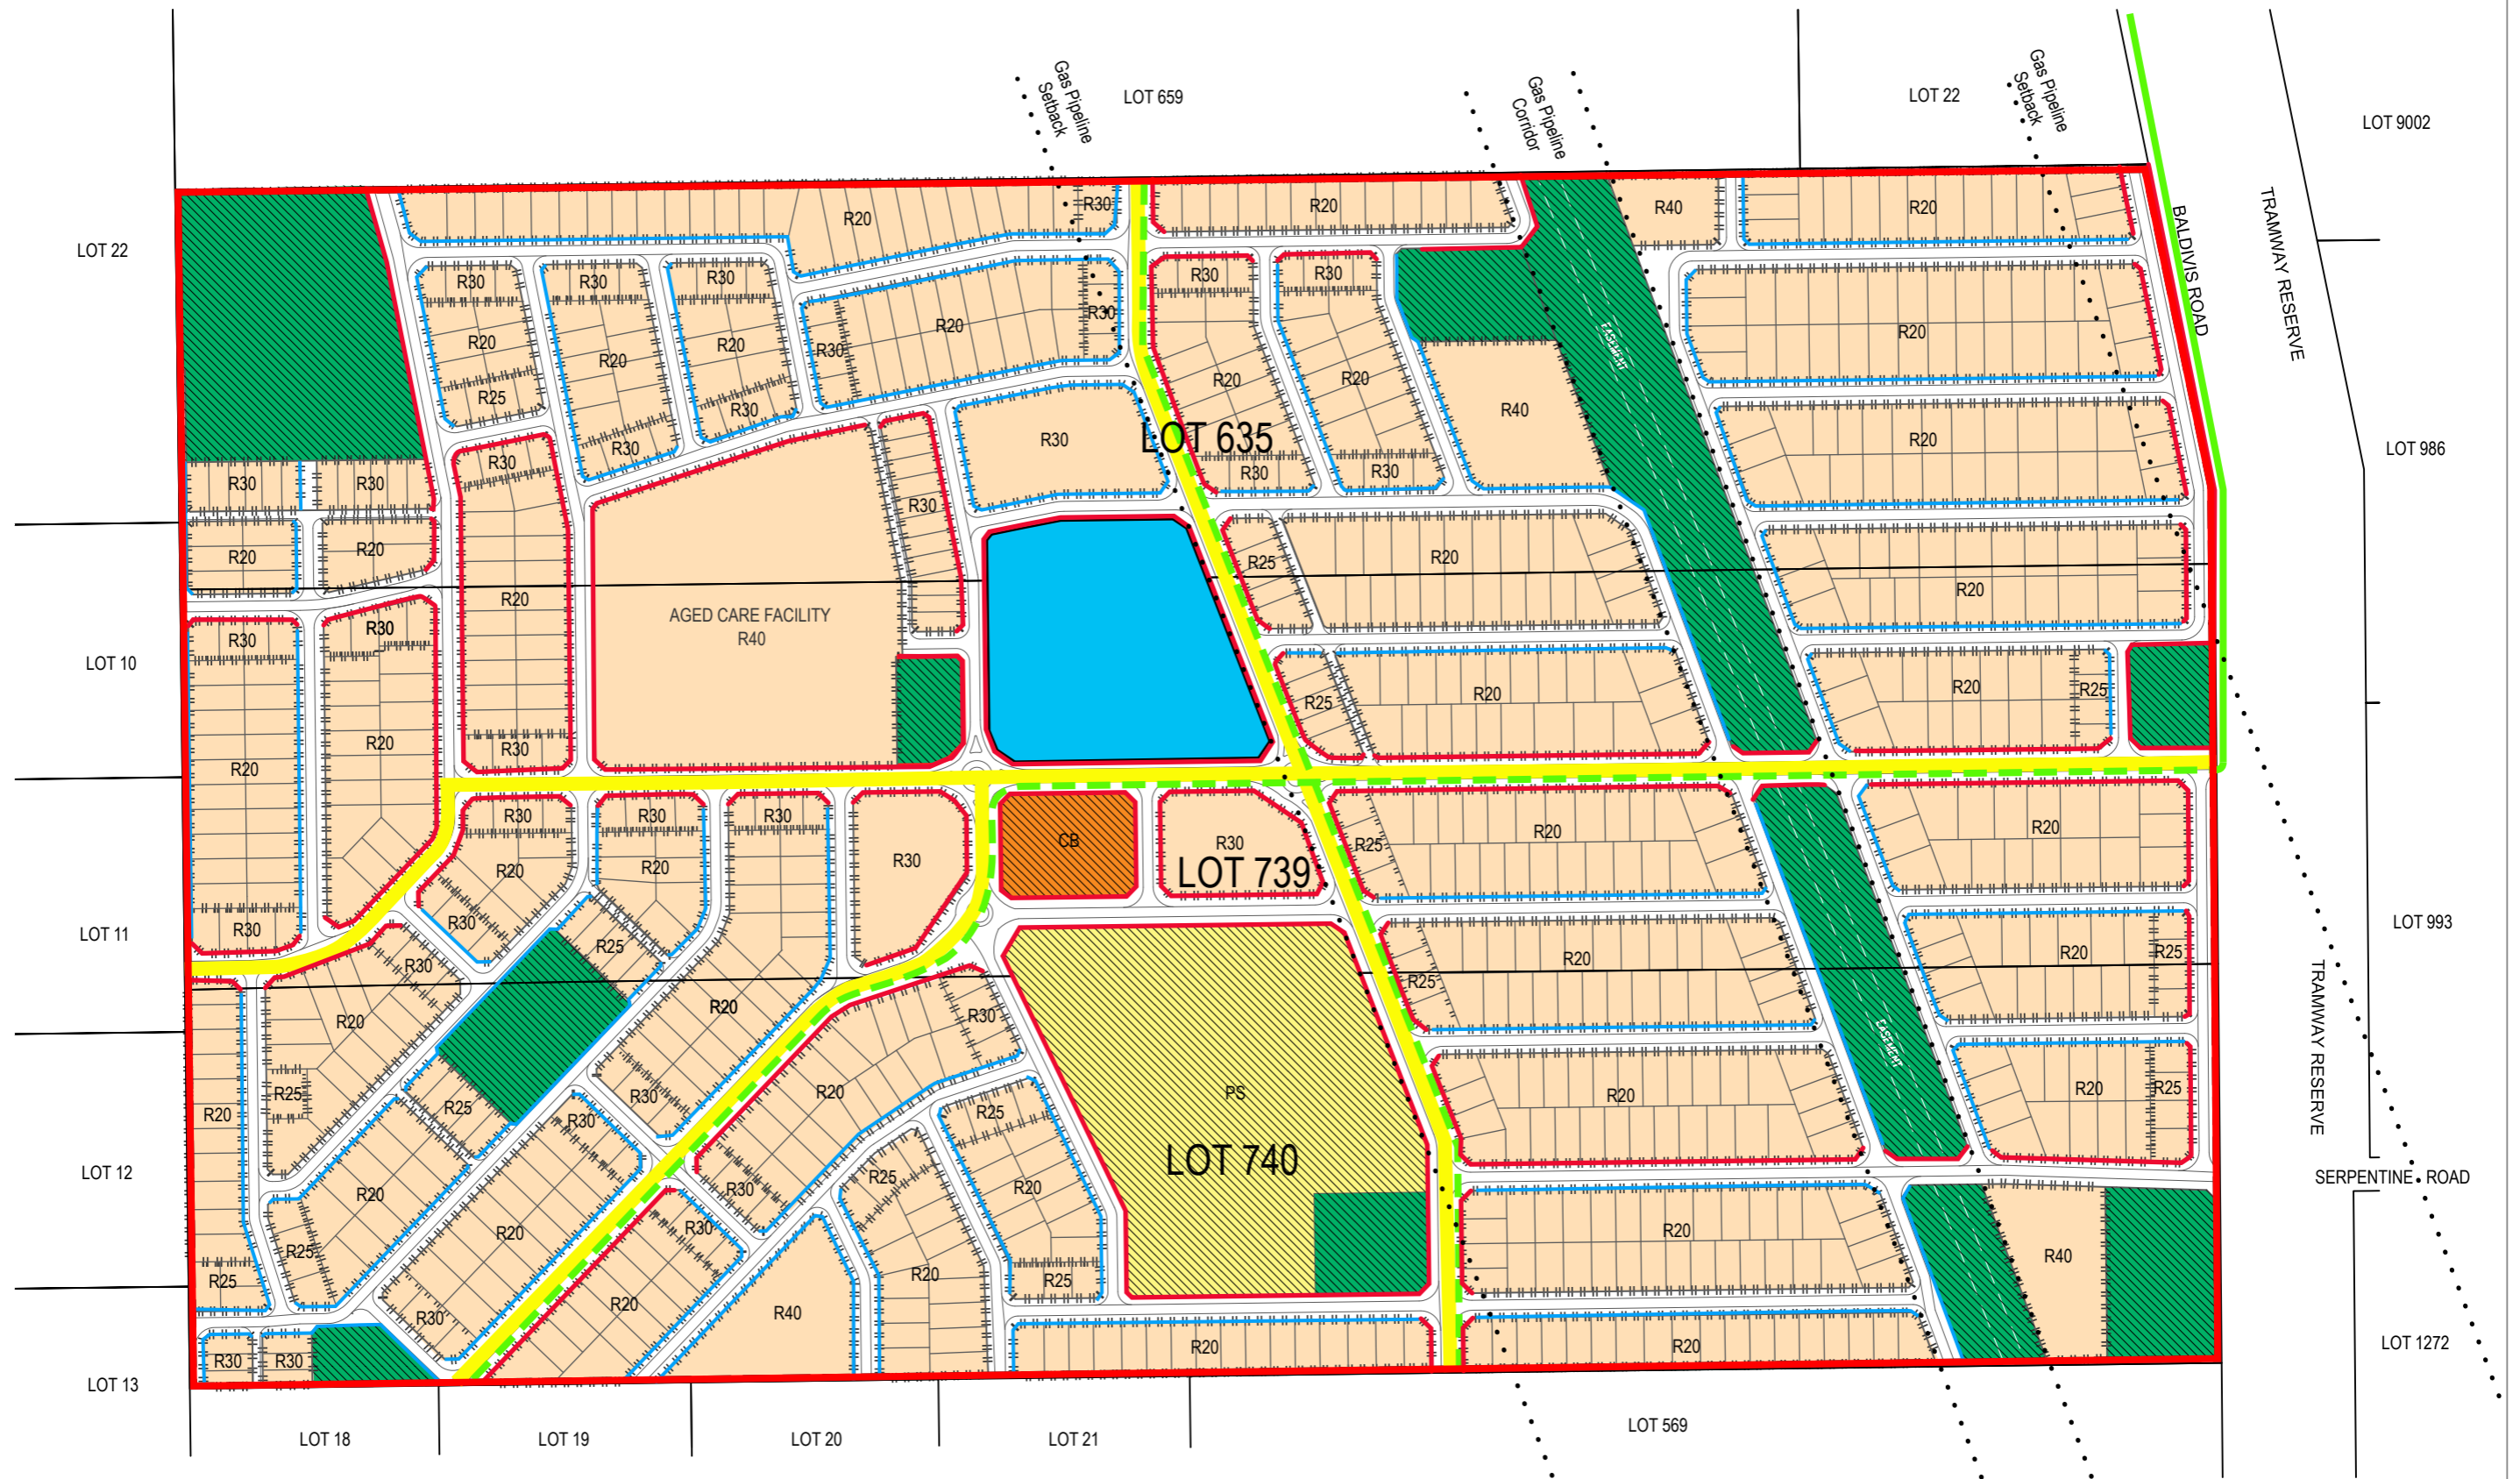 Gas Pipeline
Setback
LOT 659
Gas Pipeline
Corridor
LOT 22
Gas Pipeline
Setback
LOT 9002
LOT 22
R20
R30
R20
R40
R20
BALDIVIS ROAD
TRAMWAY RESERVE
R30
R30
R30
R20
R30
R30
R30
R20
R20
R20
R30
R20
R20
EASEMENT
R20
R25
R30
R30
R40
R30
LOT 635
R20
LOT 986
R30
R30
R30
R30
R30
R30
R20
R20
R25
R20
R20
R20
AGED CARE FACILITY
R40
R30
R30
LOT 10
R20
R25
R20
R20
R25
R20
R30
R20
R30
R30
R30
CB
R30
R25
R20
R20
R20
R20
R30
LOT 739
LOT 11
R30
R30
R25
R30
R20
R25
R20
R20
R25
LOT 993
R20
R20
R30
EASEMENT
TRAMWAY RESERVE
R25
R20
R25
R30
R30
R20
R25
PS
R20
R20
R25
LOT 12
R20
R25
R30
R20
LOT 740
SERPENTINE ROAD
R25
R20
R30
R20
R40
R25
R20
R25
R30
R20
R40
R30
R30
R20
R20
LOT 1272
LOT 13
LOT 18
LOT 19
LOT 20
LOT 21
LOT 569